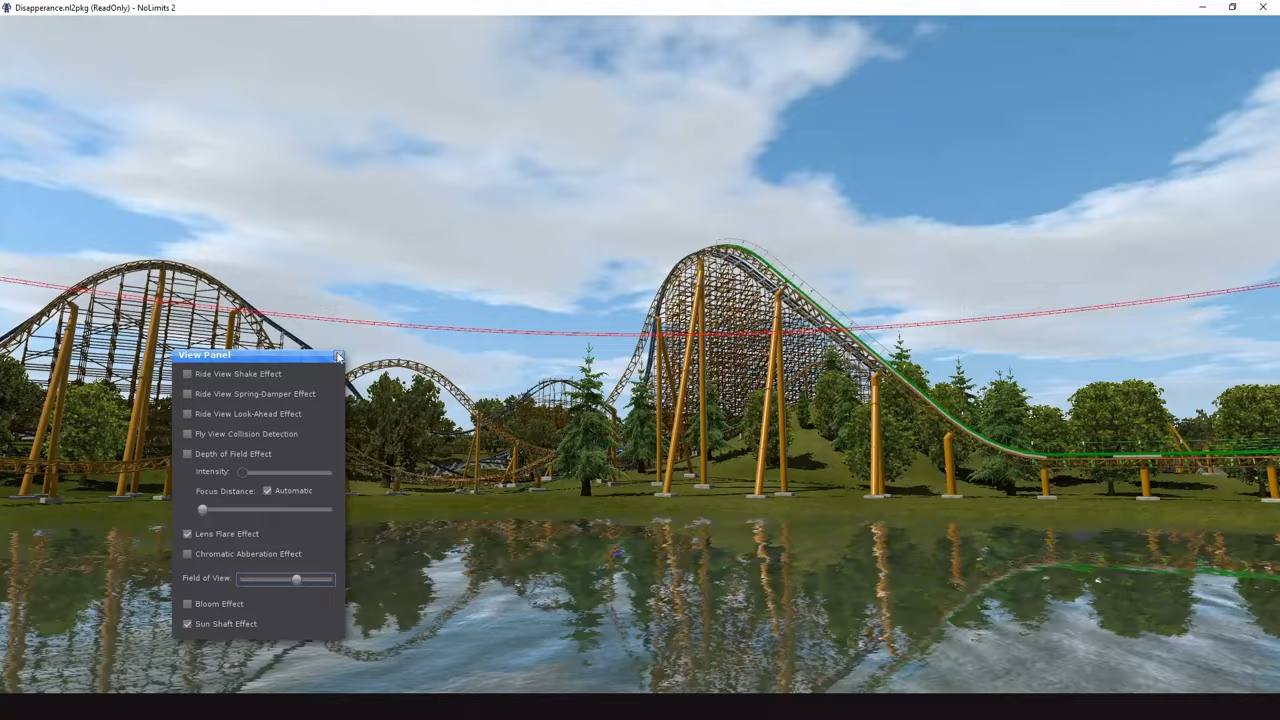 Disapperance.nl2pkg (ReadOnly) - NoLimits 2
View Panel
Ride View Shake Effect
Ride View Spring-Damper Effect
Ride View Look-Ahead Effect
Fly View Collision Detection
Depth of Field Effect
Intensity:
Focus Distance: Automatic
Lens Flare Effect
Chromatic Abberation Effect
Field of View:
Bloom Effect
Sun Shaft Effect